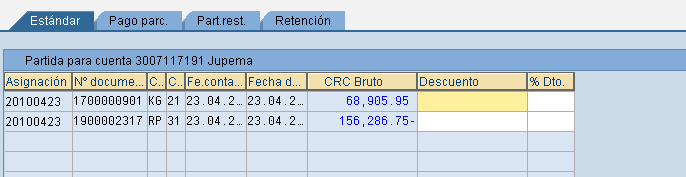 Estándar Pago parc. Part.rest. Retención
Partida para cuenta 3007117191 Jupema
Asignación Nº docume... C.. C.. Fe.conta... Fecha d... CRC Bruto Descuento % Dto.
20100423 1700000901 KG 21 23.04.2... 23.04.2... 68,905.95
20100423 1900002317 RP 31 23.04.2... 23.04.2... 156,286.75-